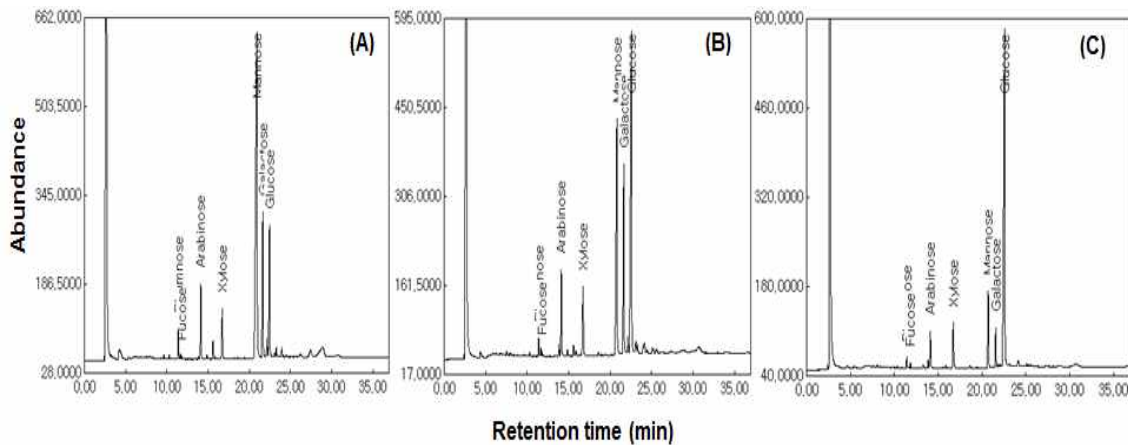 662.0000
503.5000
345.0000
186.5000
28.0000
(A)
Mannose
Galactose
Glucose
Arabinose
Xylose
Fucose
0.00 5.00 10.00 15.00 20.00 25.00 30.00 35.00
595.0000
450.5000
306.0000
161.5000
17.0000
(B)
Mannose
Galactose
Glucose
Arabinose
Xylose
Fucose
0.00 5.00 10.00 15.00 20.00 25.00 30.00 35.00
600.0000
460.0000
320.0000
180.0000
40.0000
(C)
Glucose
Mannose
Galactose
Arabinose
Xylose
Fucose
0.00 5.00 10.00 15.00 20.00 25.00 30.00 35.00
Abundance
Retention time (min)